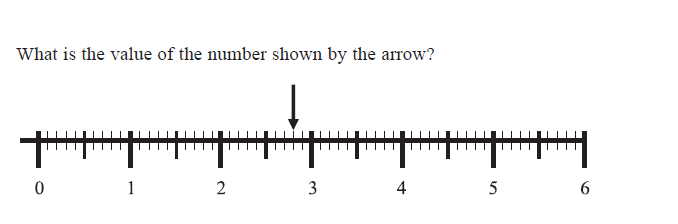 What is the value of the number shown by the arrow?
0 1 2 3 4 5 6